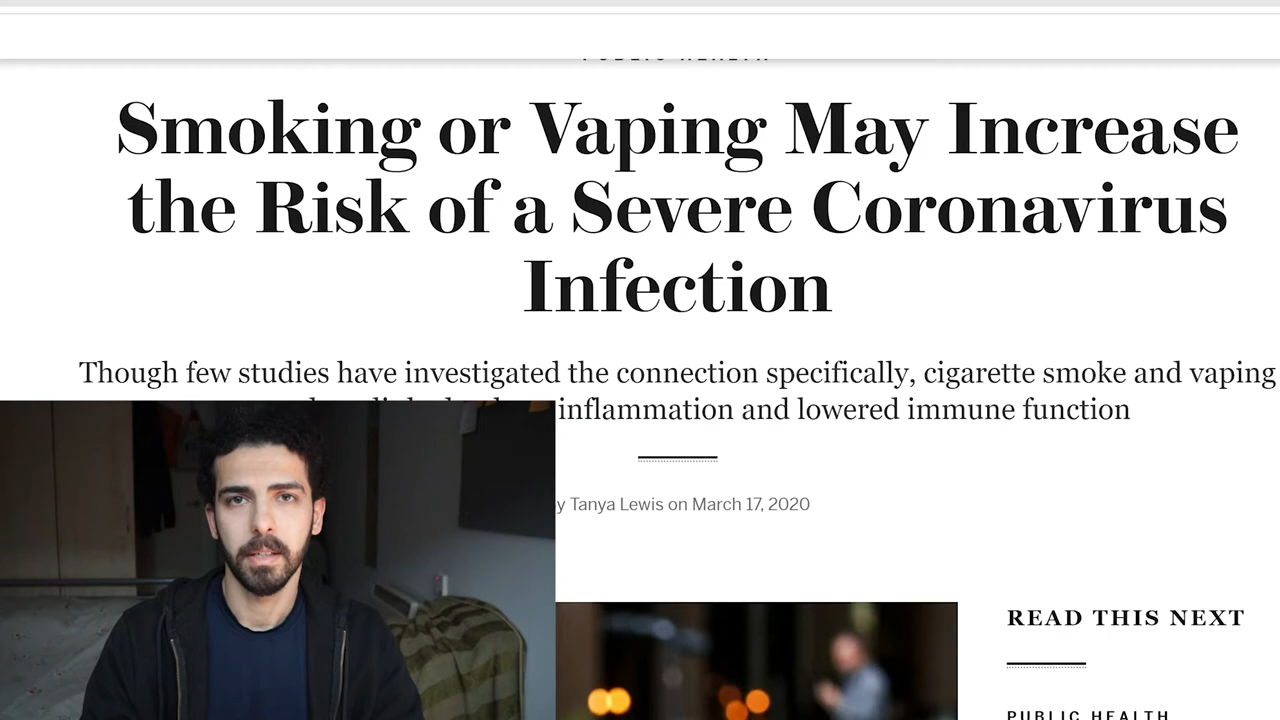 PUBLIC HEALTH
Smoking or Vaping May Increase
the Risk of a Severe Coronavirus
Infection
Though few studies have investigated the connection specifically, cigarette smoke and vaping
inflammation and lowered immune function
Tanya Lewis on March 17, 2020
READ THIS NEXT
PUBLIC HEALTH